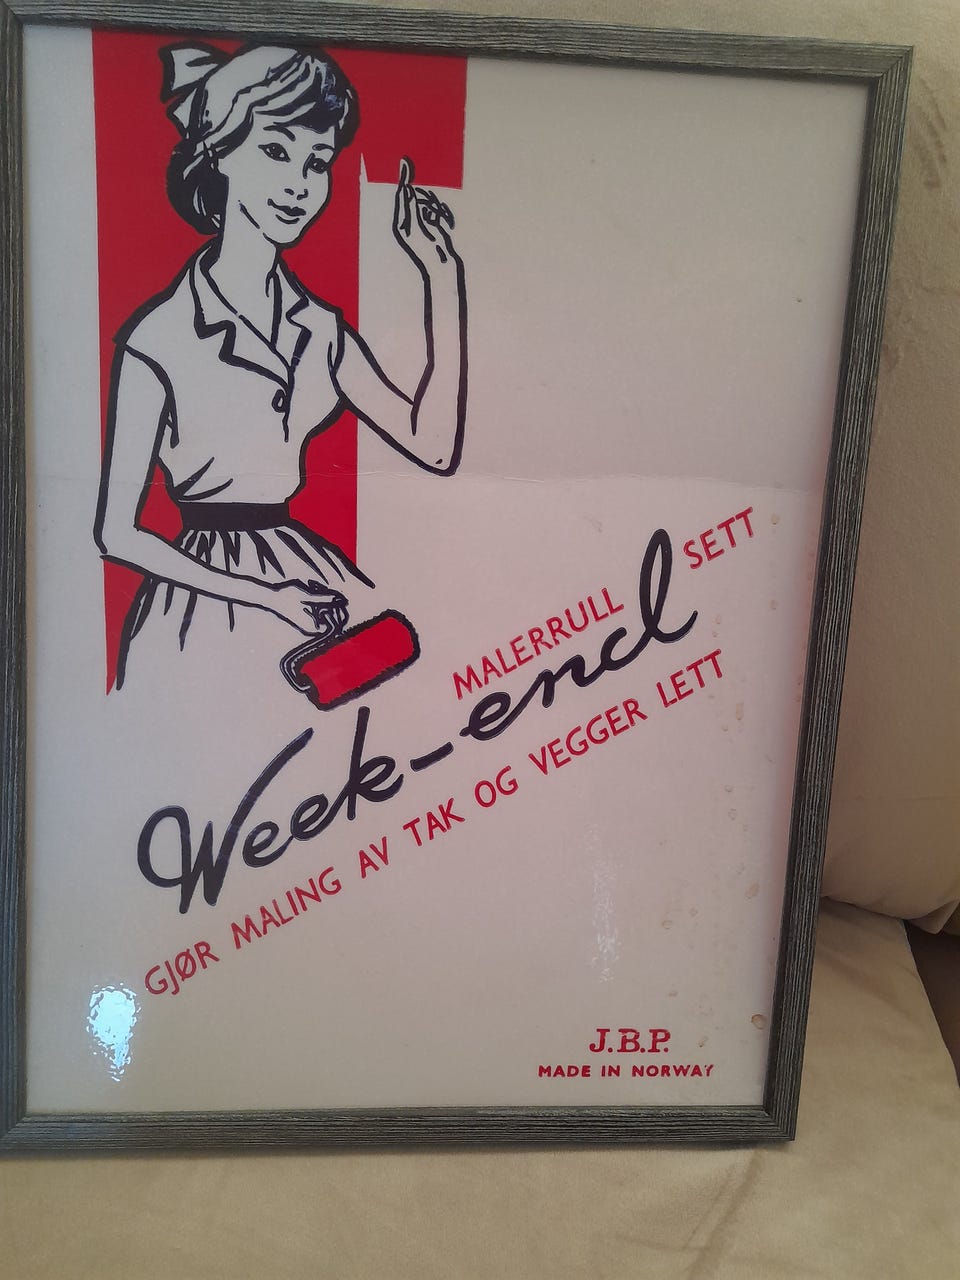 MALERRULL SETT
Week-end
GJØR MALING AV TAK OG VEGGER LETT
J.B.P.
MADE IN NORWAY